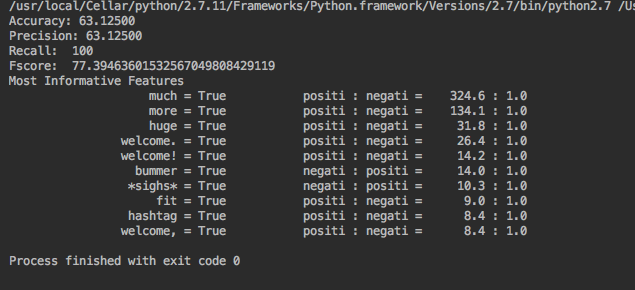 /usr/local/Cellar/python/2.7.11/Frameworks/Python.framework/Versions/2.7/bin/python2.7 /Us
Accuracy: 63.12500
Precision: 63.12500
Recall:  100
Fscore:  77.39463601532567049808429119
Most Informative Features
much = True positi : negati = 324.6 : 1.0
more = True positi : negati = 134.1 : 1.0
huge = True positi : negati = 31.8 : 1.0
welcome. = True positi : negati = 26.4 : 1.0
welcome! = True positi : negati = 14.2 : 1.0
bummer = True negati : positi = 14.0 : 1.0
*sighs* = True negati : positi = 10.3 : 1.0
fit = True positi : negati = 9.0 : 1.0
hashtag = True positi : negati = 8.4 : 1.0
welcome, = True positi : negati = 8.4 : 1.0
Process finished with exit code 0